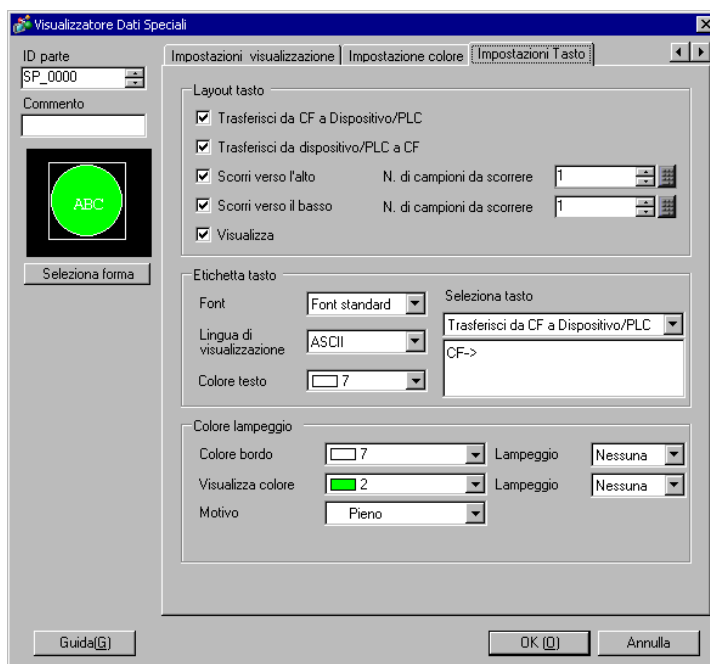 Visualizzatore Dati Speciali
ID parte
SP_0000
Commento
ABC
Seleziona forma
Impostazioni visualizzazione
Impostazione colore
Impostazioni Tasto
Layout tasto
Trasferisci da CF a Dispositivo/PLC
Trasferisci da dispositivo/PLC a CF
Scorri verso l'alto N. di campioni da scorrere 1
Scorri verso il basso N. di campioni da scorrere 1
Visualizza
Etichetta tasto
Font Font standard
Lingua di
visualizzazione
ASCII
Colore testo 7
Seleziona tasto
Trasferisci da CF a Dispositivo/PLC
CF->
Colore lampeggio
Colore bordo 7 Lampeggio Nessuna
Visualizza colore 2 Lampeggio Nessuna
Motivo Pieno
Guida(G) OK (O) Annulla